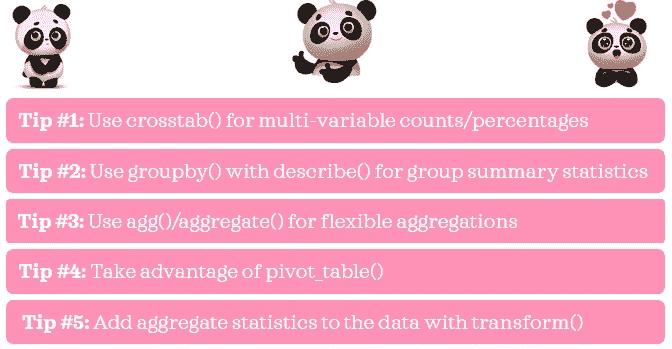 Tip #1: Use crosstab() for multi-variable counts/percentages
Tip #2: Use groupby() with describe() for group summary statistics
Tip #3: Use agg()/aggregate() for flexible aggregations
Tip #4: Take advantage of pivot_table()
Tip #5: Add aggregate statistics to the data with transform()